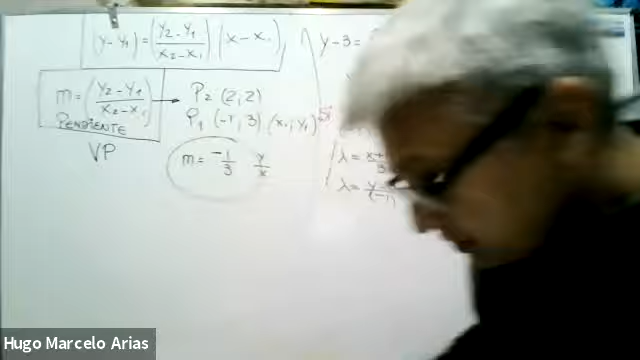 (y-y₁) = (y₂-y₁ / x₂-x₁) · (x-x₁)
m = (y₂-y₁ / x₂-x₁) → P₂ (2;2)
PENDIENTE
P₁ (-1,3) (x₁,y₁)
VP
m = -1/3 y/x
y-3=
λ =
λ =
Hugo Marcelo Arias